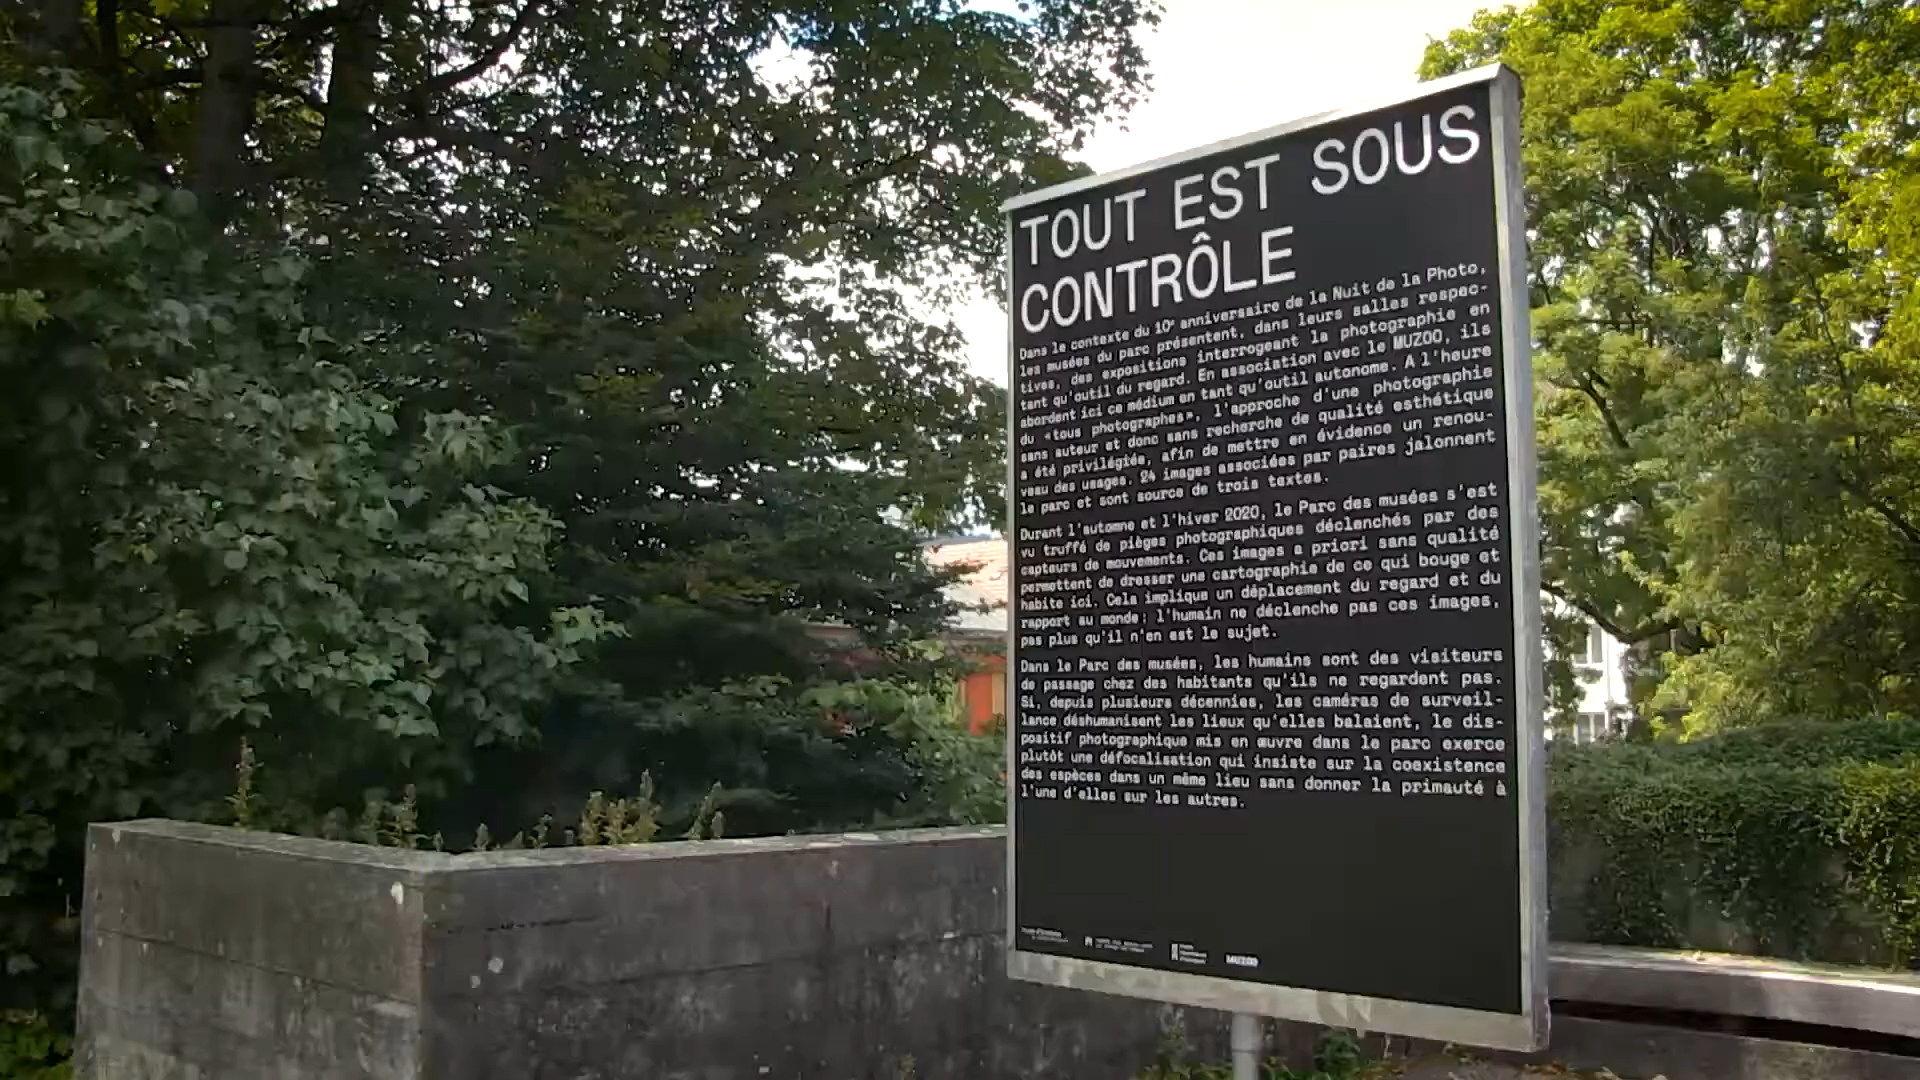 TOUT EST SOUS
CONTRÔLE
Dans le contexte du 10e anniversaire de la Nuit de la Photo,
les musées du parc présentent, dans leurs salles respec-
tives, des expositions interrogeant la photographie en
tant qu'outil du regard. En association avec le MUZOO, ils
abordent ici ce médium en tant qu'outil autonome. A l'heure
du «tous photographes», l'approche d'une photographie
sans auteur et donc sans recherche de qualité esthétique
a été privilégiée, afin de mettre en évidence un renou-
veau des usages. 24 images associées par paires jalonnent
le parc et sont source de trois textes.
Durant l'automne et l'hiver 2020, le Parc des musées s'est
vu truffé de pièges photographiques déclenchés par des
capteurs de mouvements. Ces images a priori sans qualité
permettent de dresser une cartographie de ce qui bouge et
habite ici. Cela implique un déplacement du regard et du
rapport au monde: l'humain ne déclenche pas ces images,
pas plus qu'il n'en est le sujet.
Dans le Parc des musées, les humains sont des visiteurs
de passage chez des habitants qu'ils ne regardent pas.
Si, depuis plusieurs décennies, les caméras de surveil-
lance déshumanisent les lieux qu'elles balaient, le dis-
positif photographique mis en œuvre dans le parc exerce
plutôt une défocalisation qui insiste sur la coexistence
des espèces dans un même lieu sans donner la primauté à
l'une d'elles sur les autres.
MUZOO